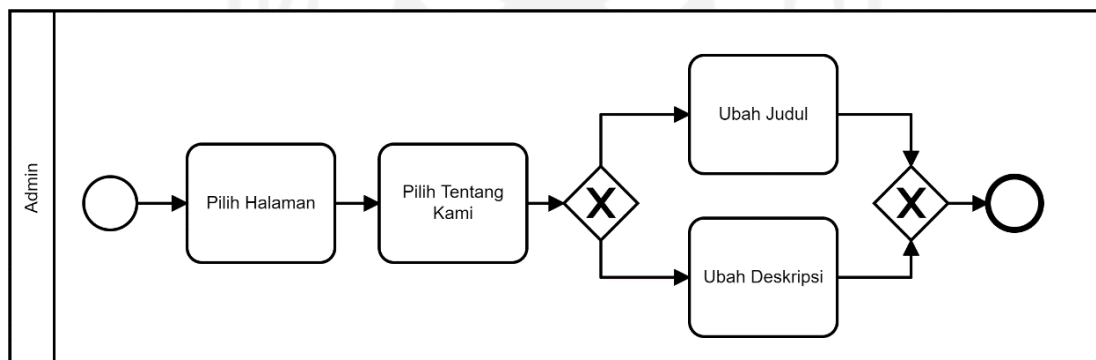 Admin
Pilih Halaman
Pilih Tentang
Kami
X
Ubah Judul
Ubah Deskripsi
X